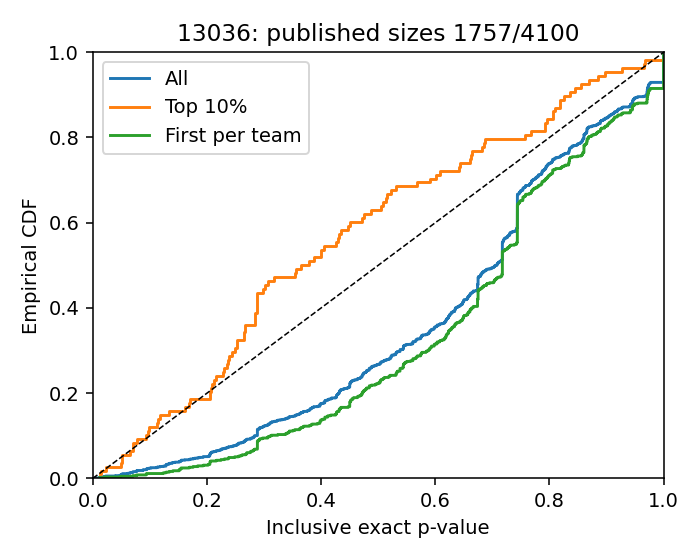 13036: published sizes 1757/4100
All
Top 10%
First per team
Empirical CDF
1.0
0.8
0.6
0.4
0.2
0.0
0.0 0.2 0.4 0.6 0.8 1.0
Inclusive exact p-value